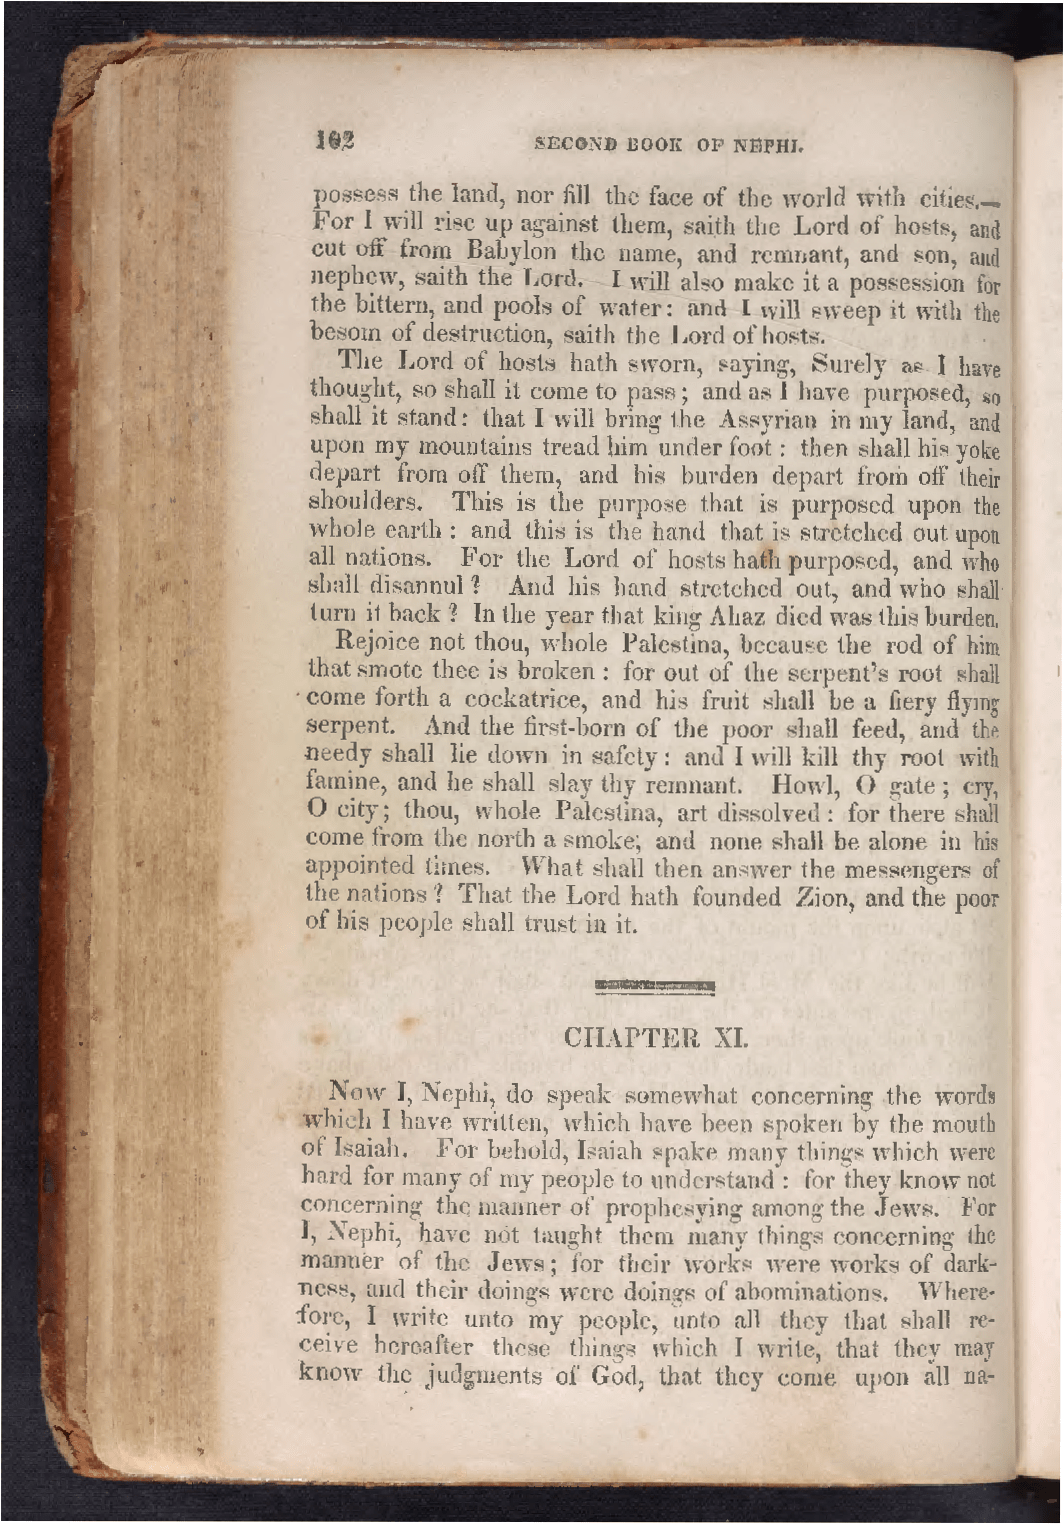 102 SECOND BOOK OF NEPHI.
possess the land, nor fill the face of the world with cities.—
For I will rise up against them, saith the Lord of hosts, and
cut off from Babylon the name, and remnant, and son, and
nephew, saith the Lord. I will also make it a possession for
the bittern, and pools of water: and I will sweep it with the
besom of destruction, saith the Lord of hosts.
The Lord of hosts hath sworn, saying, Surely as I have
thought, so shall it come to pass; and as I have purposed, so
shall it stand: that I will bring the Assyrian in my land, and
upon my mountains tread him under foot: then shall his yoke
depart from off them, and his burden depart from off their
shoulders. This is the purpose that is purposed upon the
whole earth: and this is the hand that is stretched out upon
all nations. For the Lord of hosts hath purposed, and who
shall disannul? And his hand stretched out, and who shall
turn it back? In the year that king Ahaz died was this burden.
Rejoice not thou, whole Palestina, because the rod of him
that smote thee is broken: for out of the serpent's root shall
come forth a cockatrice, and his fruit shall be a fiery flying
serpent. And the first-born of the poor shall feed, and the
needy shall lie down in safety: and I will kill thy root with
famine, and he shall slay thy remnant. Howl, O gate; cry,
O city; thou, whole Palestina, art dissolved: for there shall
come from the north a smoke; and none shall be alone in his
appointed times. What shall then answer the messengers of
the nations? That the Lord hath founded Zion, and the poor
of his people shall trust in it.
CHAPTER XI.
Now I, Nephi, do speak somewhat concerning the words
which I have written, which have been spoken by the mouth
of Isaiah. For behold, Isaiah spake many things which were
hard for many of my people to understand: for they know not
concerning the manner of prophesying among the Jews. For
I, Nephi, have not taught them many things concerning the
manner of the Jews; for their works were works of dark-
ness, and their doings were doings of abominations. Where-
fore, I write unto my people, unto all they that shall re-
ceive hereafter these things which I write, that they may
know the judgments of God, that they come upon all na-